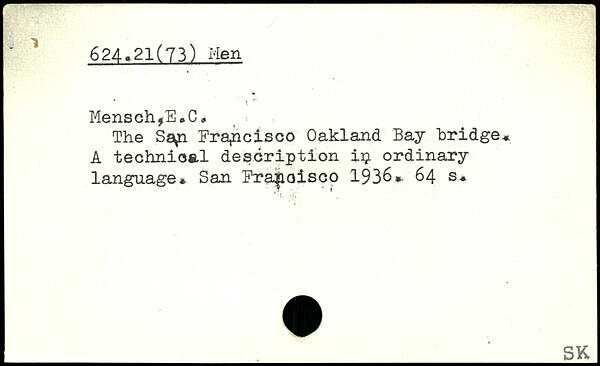 624.21(73) Men
Mensch,E.C.
The San Francisco Oakland Bay bridge.
A technical description in ordinary
language. San Francisco 1936. 64 s.
SK